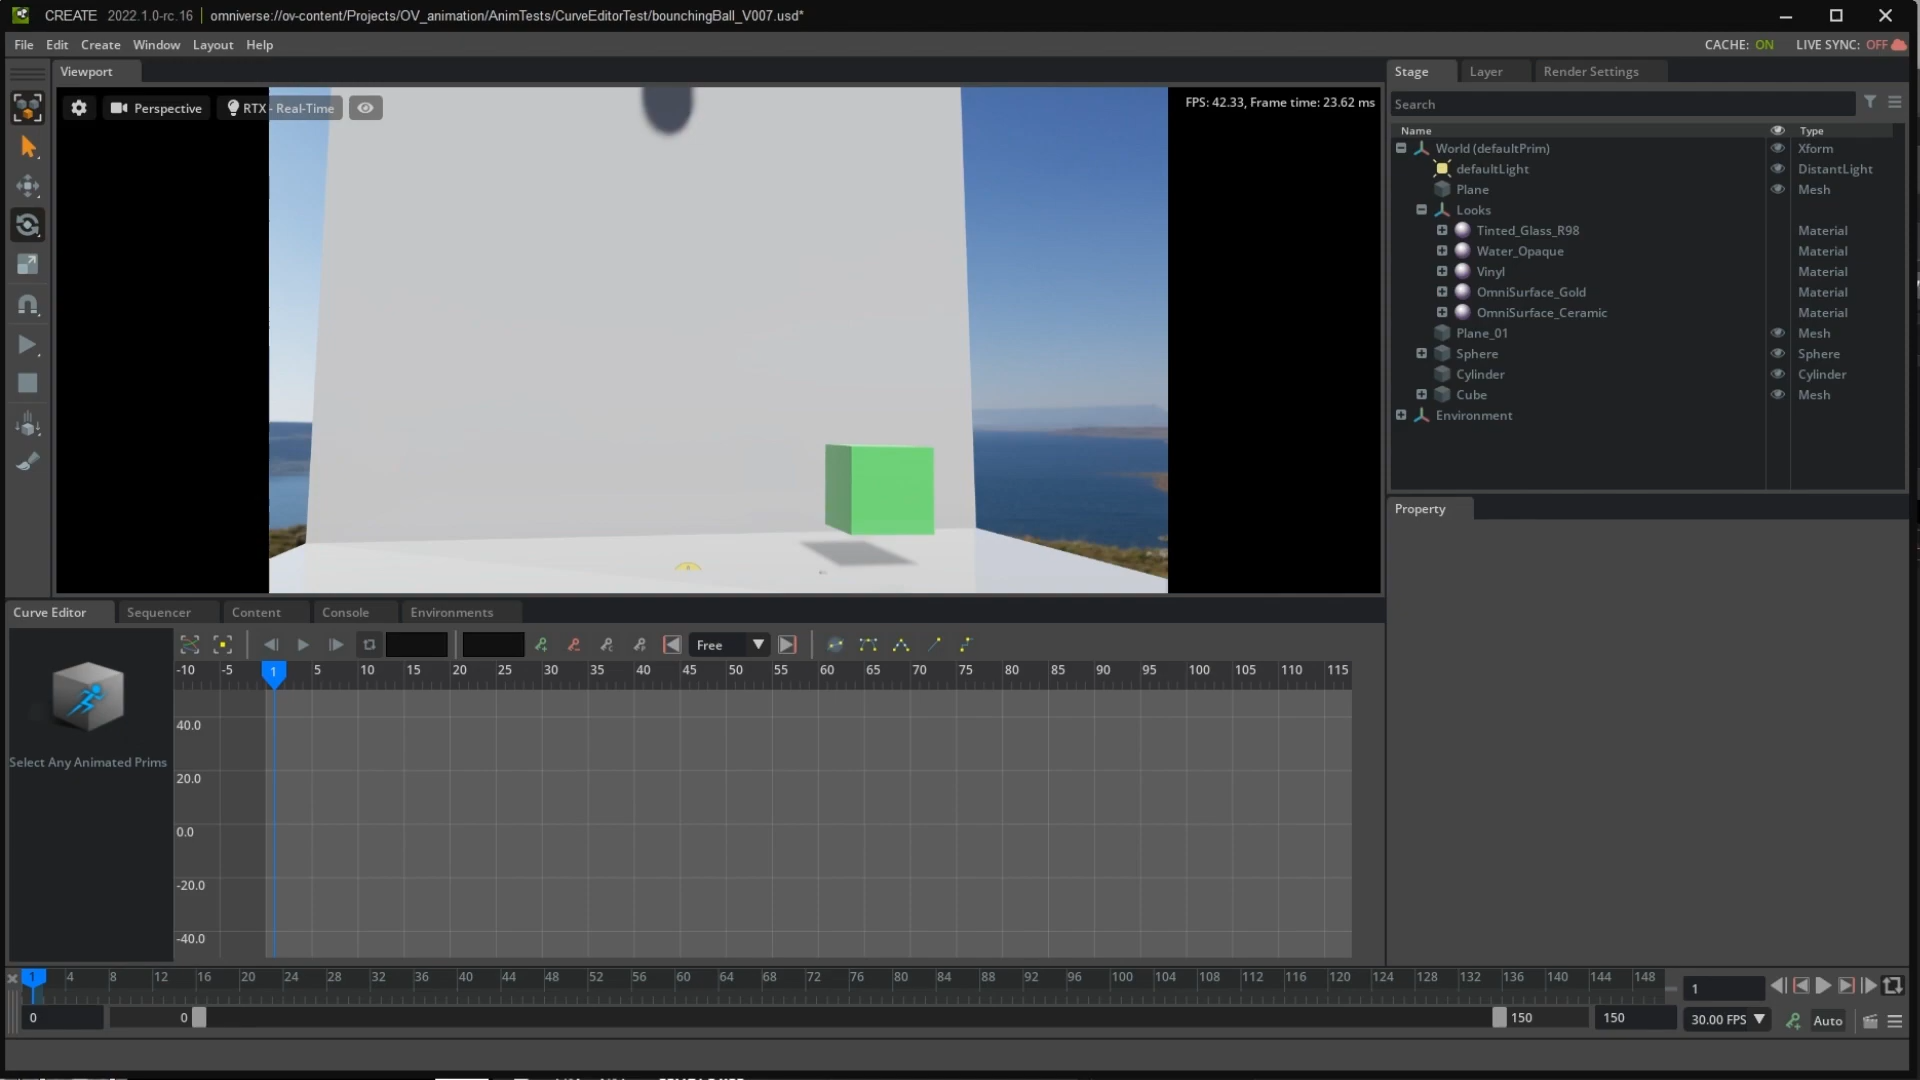 CREATE 2022.1.0-rc.16 | omniverse://ov-content/Projects/OV_animation/AnimTests/CurveEditorTest/bounchingBall_V007.usd*
File Edit Create Window Layout Help
CACHE: ON LIVE SYNC: OFF
Viewport
Perspective RTX - Real-Time
FPS: 42.33, Frame time: 23.62 ms
Stage Layer Render Settings
Search
Name Type
World (defaultPrim) Xform
defaultLight DistantLight
Plane Mesh
Looks
Tinted_Glass_R98 Material
Water_Opaque Material
Vinyl Material
OmniSurface_Gold Material
OmniSurface_Ceramic Material
Plane_01 Mesh
Sphere Sphere
Cylinder Cylinder
Cube Mesh
Environment
Property
Curve Editor Sequencer Content Console Environments
Free
-10 -5 1 5 10 15 20 25 30 35 40 45 50 55 60 65 70 75 80 85 90 95 100 105 110 115
40.0
20.0
0.0
-20.0
-40.0
Select Any Animated Prims
1 4 8 12 16 20 24 28 32 36 40 44 48 52 56 60 64 68 72 76 80 84 88 92 96 100 104 108 112 116 120 124 128 132 136 140 144 148
1
0 0 150 150 30.00 FPS Auto